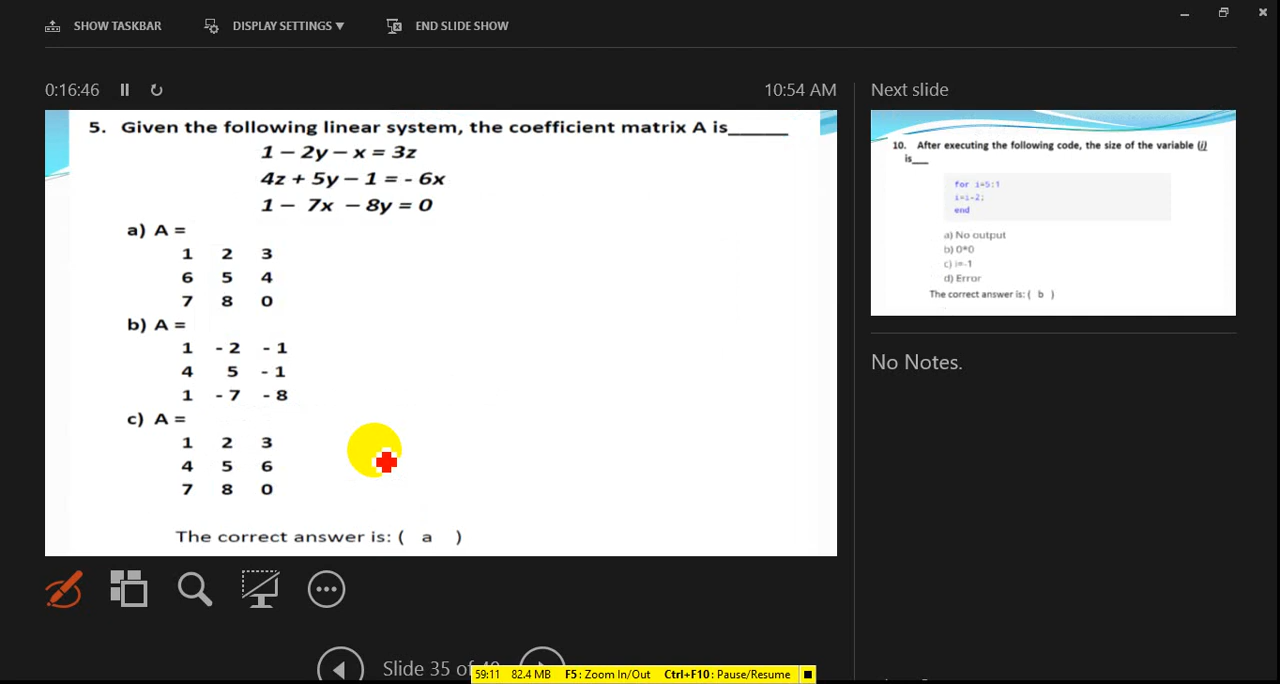 SHOW TASKBAR
DISPLAY SETTINGS ▼
END SLIDE SHOW
0:16:46
10:54 AM
5. Given the following linear system, the coefficient matrix A is______
1 – 2y – x = 3z
4z + 5y – 1 = - 6x
1 – 7x – 8y = 0
a) A =
1 2 3
6 5 4
7 8 0
b) A =
1 - 2 - 1
4 5 - 1
1 - 7 - 8
c) A =
1 2 3
4 5 6
7 8 0
The correct answer is: ( a )
Next slide
10. After executing the following code, the size of the variable (i)
is___
for i=5:1
i=i-2;
end
a) No output
b) 0*0
c) i=-1
d) Error
The correct answer is: ( b )
No Notes.
Slide 35 of
59:11 82.4 MB F5: Zoom In/Out Ctrl+F10: Pause/Resume